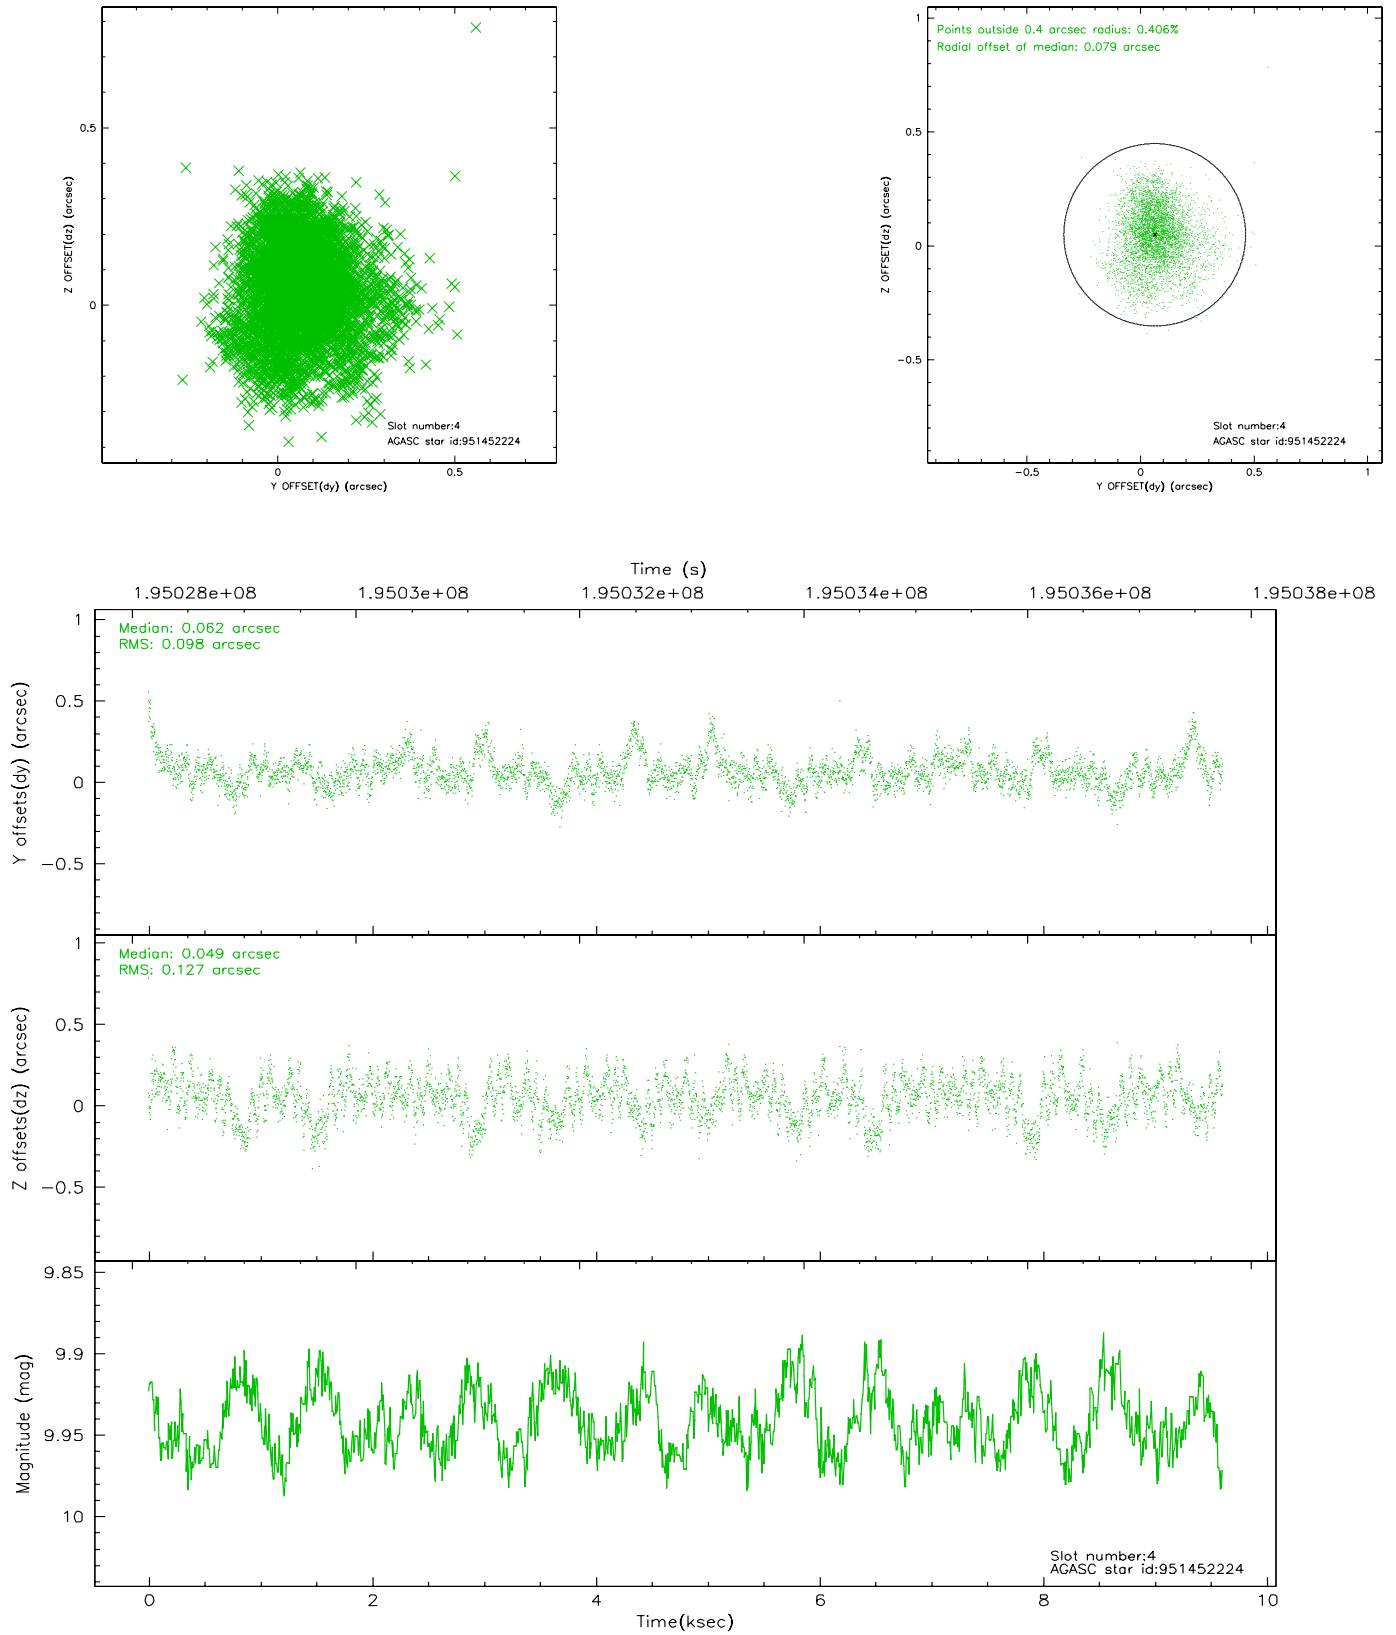 0.5
0
Z OFFSET(dz) (arcsec)
Slot number:4
AGASC star id:951452224
0
0.5
Y OFFSET(dy) (arcsec)
Points outside 0.4 arcsec radius: 0.406%
Radial offset of median: 0.079 arcsec
1
0.5
0
−0.5
Z OFFSET(dz) (arcsec)
Slot number:4
AGASC star id:951452224
−0.5
0
0.5
1
Y OFFSET(dy) (arcsec)
Time (s)
1.95028e+08
1.9503e+08
1.95032e+08
1.95034e+08
1.95036e+08
1.95038e+08
Median: 0.062 arcsec
RMS: 0.098 arcsec
1
0.5
0
−0.5
Y offsets(dy) (arcsec)
Median: 0.049 arcsec
RMS: 0.127 arcsec
1
0.5
0
−0.5
Z offsets(dz) (arcsec)
9.85
9.9
9.95
10
Magnitude (mag)
Slot number:4
AGASC star id:951452224
0
2
4
6
8
10
Time(ksec)